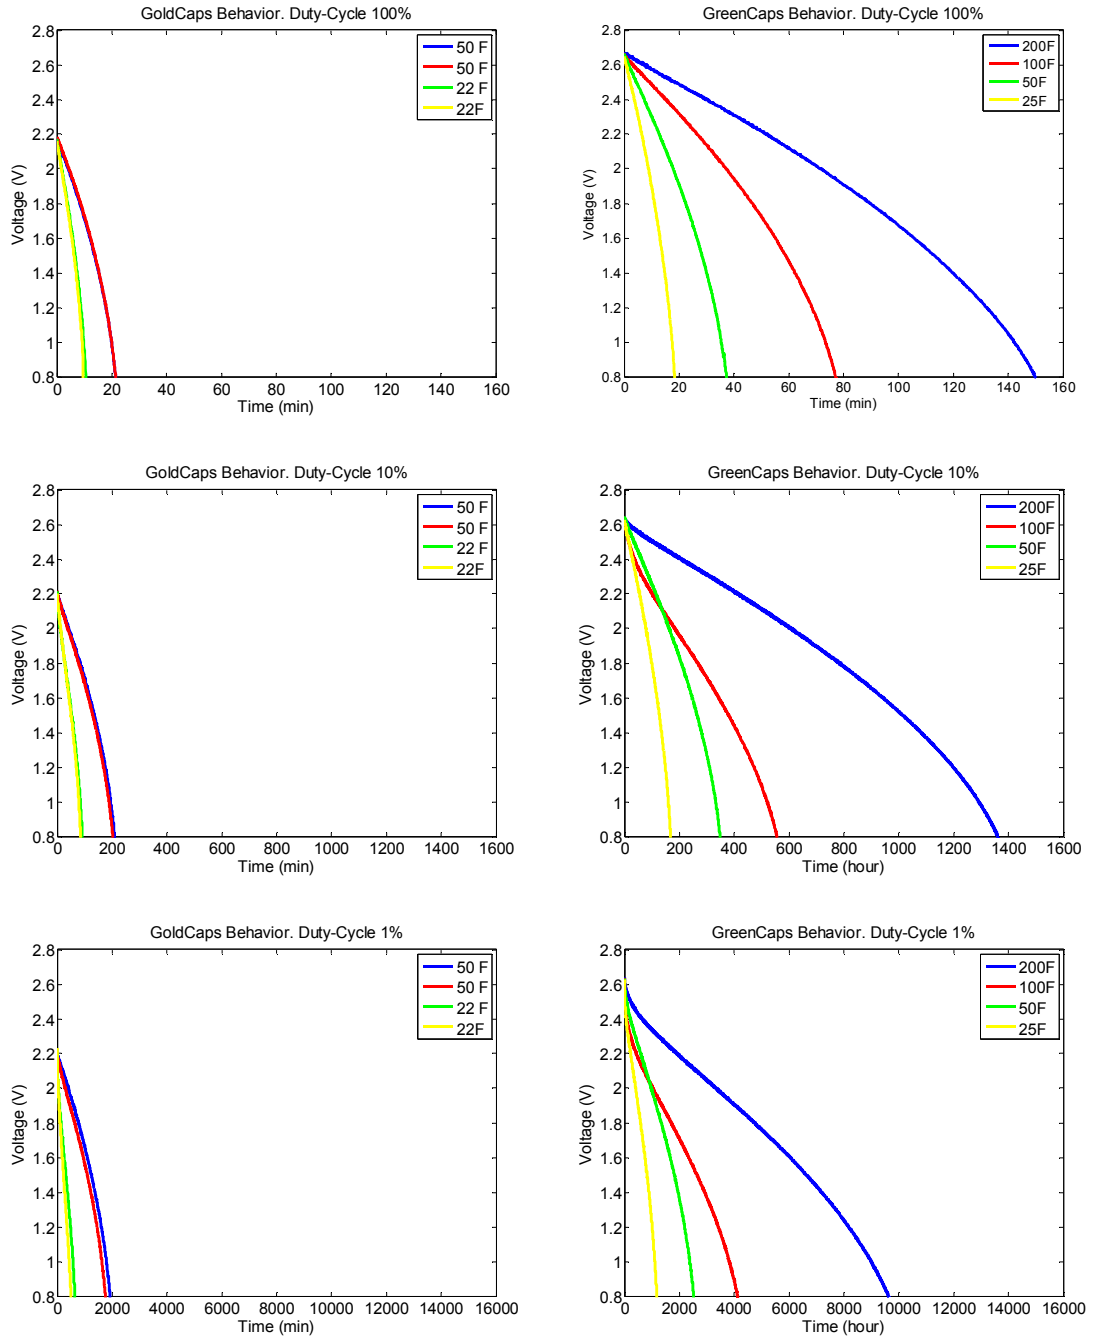 GoldCaps Behavior. Duty-Cycle 100%
2.8
2.6
2.4
2.2
2
1.8
1.6
1.4
1.2
1
0.8
Voltage (V)
50 F
50 F
22 F
22F
0 20 40 60 80 100 120 140 160
Time (min)
GreenCaps Behavior. Duty-Cycle 100%
2.8
2.6
2.4
2.2
2
1.8
1.6
1.4
1.2
1
0.8
Voltage (V)
200F
100F
50F
25F
0 20 40 60 80 100 120 140 160
Time (min)
GoldCaps Behavior. Duty-Cycle 10%
2.8
2.6
2.4
2.2
2
1.8
1.6
1.4
1.2
1
0.8
Voltage (V)
50 F
50 F
22 F
22F
0 200 400 600 800 1000 1200 1400 1600
Time (min)
GreenCaps Behavior. Duty-Cycle 10%
2.8
2.6
2.4
2.2
2
1.8
1.6
1.4
1.2
1
0.8
Voltage (V)
200F
100F
50F
25F
0 200 400 600 800 1000 1200 1400 1600
Time (hour)
GoldCaps Behavior. Duty-Cycle 1%
2.8
2.6
2.4
2.2
2
1.8
1.6
1.4
1.2
1
0.8
Voltage (V)
50 F
50 F
22 F
22F
0 2000 4000 6000 8000 10000 12000 14000 16000
Time (min)
GreenCaps Behavior. Duty-Cycle 1%
2.8
2.6
2.4
2.2
2
1.8
1.6
1.4
1.2
1
0.8
Voltage (V)
200F
100F
50F
25F
0 2000 4000 6000 8000 10000 12000 14000 16000
Time (hour)